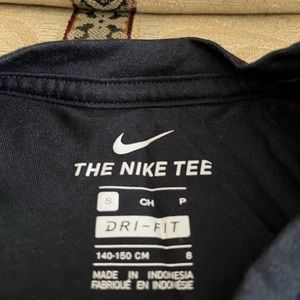 THE NIKE TEE
S CH P
DRI-FIT
140-150 CM 8
MADE IN INDONESIA
FABRIQUÉ EN INDONÉSIE